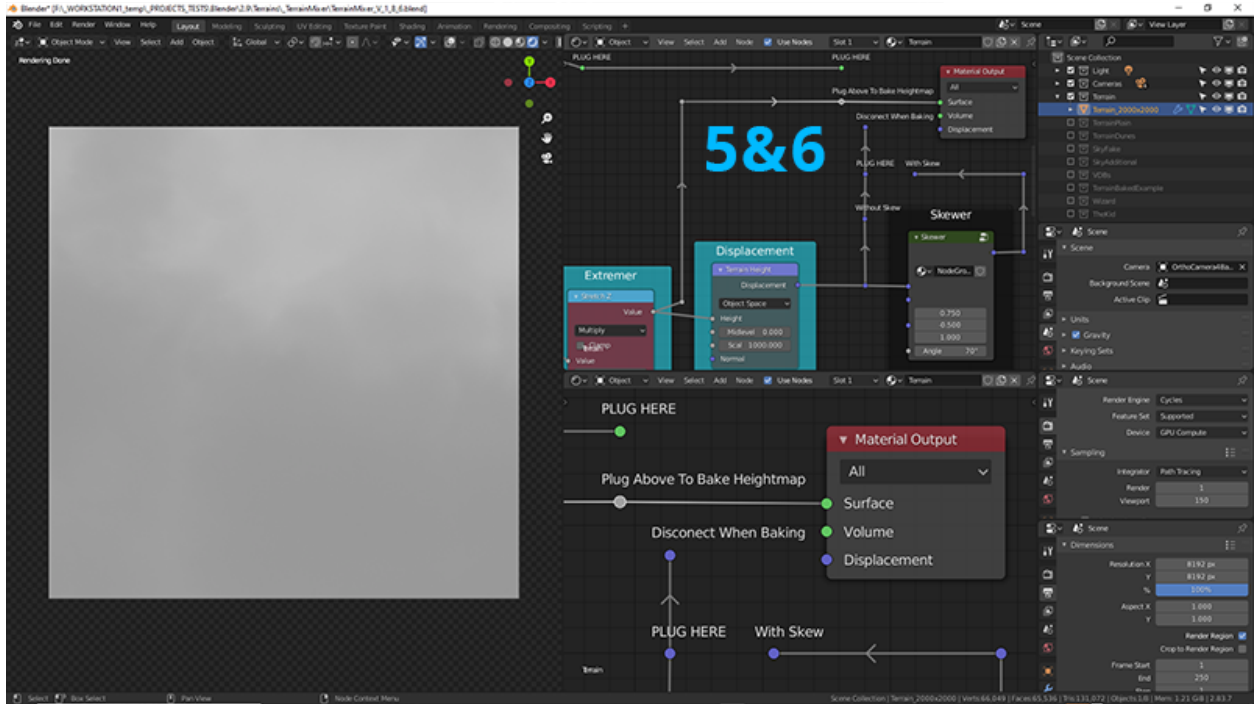 Blender* [F:\_WORKSTATION1_temp\_PROJECTS_TESTS\Blender\2.9\Terrains\_TerrainMixer\TerrainMixer_V_1_8_6.blend]
File Edit Render Window Help Layout Modeling Sculpting UV Editing Texture Paint Shading Animation Rendering Compositing Scripting + Scene View Layer
Object Mode View Select Add Object Global
Object View Select Add Node Use Nodes Slot 1 Terrain
Rendering Done
PLUG HERE
PLUG HERE
Material Output
All
Plug Above To Bake Heightmap
Surface
Disconect When Baking
Volume
Displacement
5&6
PLUG HERE
With Skew
Without Skew
Skewer
Skewer
NodeGro...
0.750
-0.500
1.000
Angle 70°
Displacement
Terrain Height
Displacement
Object Space
Height
Midlevel 0.000
Scal 1000.000
Normal
Extremer
Stretch Z
Value
Multiply
Clamp
Terrain
Value
Scene Collection
Light
Cameras
Terrain
Terrain_2000x2000
TerrainPlain
TerrainDunes
SkyFake
SkyAdditional
VDBs
TerrainBakedExample
Wizard
TheKid
Scene
Scene
Camera OrthoCamera4Ba...
Background Scene
Active Clip
Units
Gravity
Keying Sets
Audio
Object View Select Add Node Use Nodes Slot 1 Terrain
PLUG HERE
Material Output
All
Plug Above To Bake Heightmap
Surface
Disconect When Baking
Volume
Displacement
PLUG HERE
With Skew
Terrain
Scene
Render Engine Cycles
Feature Set Supported
Device GPU Compute
Sampling
Integrator Path Tracing
Render 1
Viewport 150
Scene
Dimensions
Resolution X 8192 px
Y 8192 px
% 100%
Aspect X 1.000
Y 1.000
Render Region
Crop to Render Region
Frame Start 1
End 250
Select Box Select Pan View Node Context Menu
Scene Collection | Terrain_2000x2000 | Verts:66,049 | Faces:65,536 | Tris:131,072 | Objects:1/8 | Mem: 1.21 GiB | 2.83.7